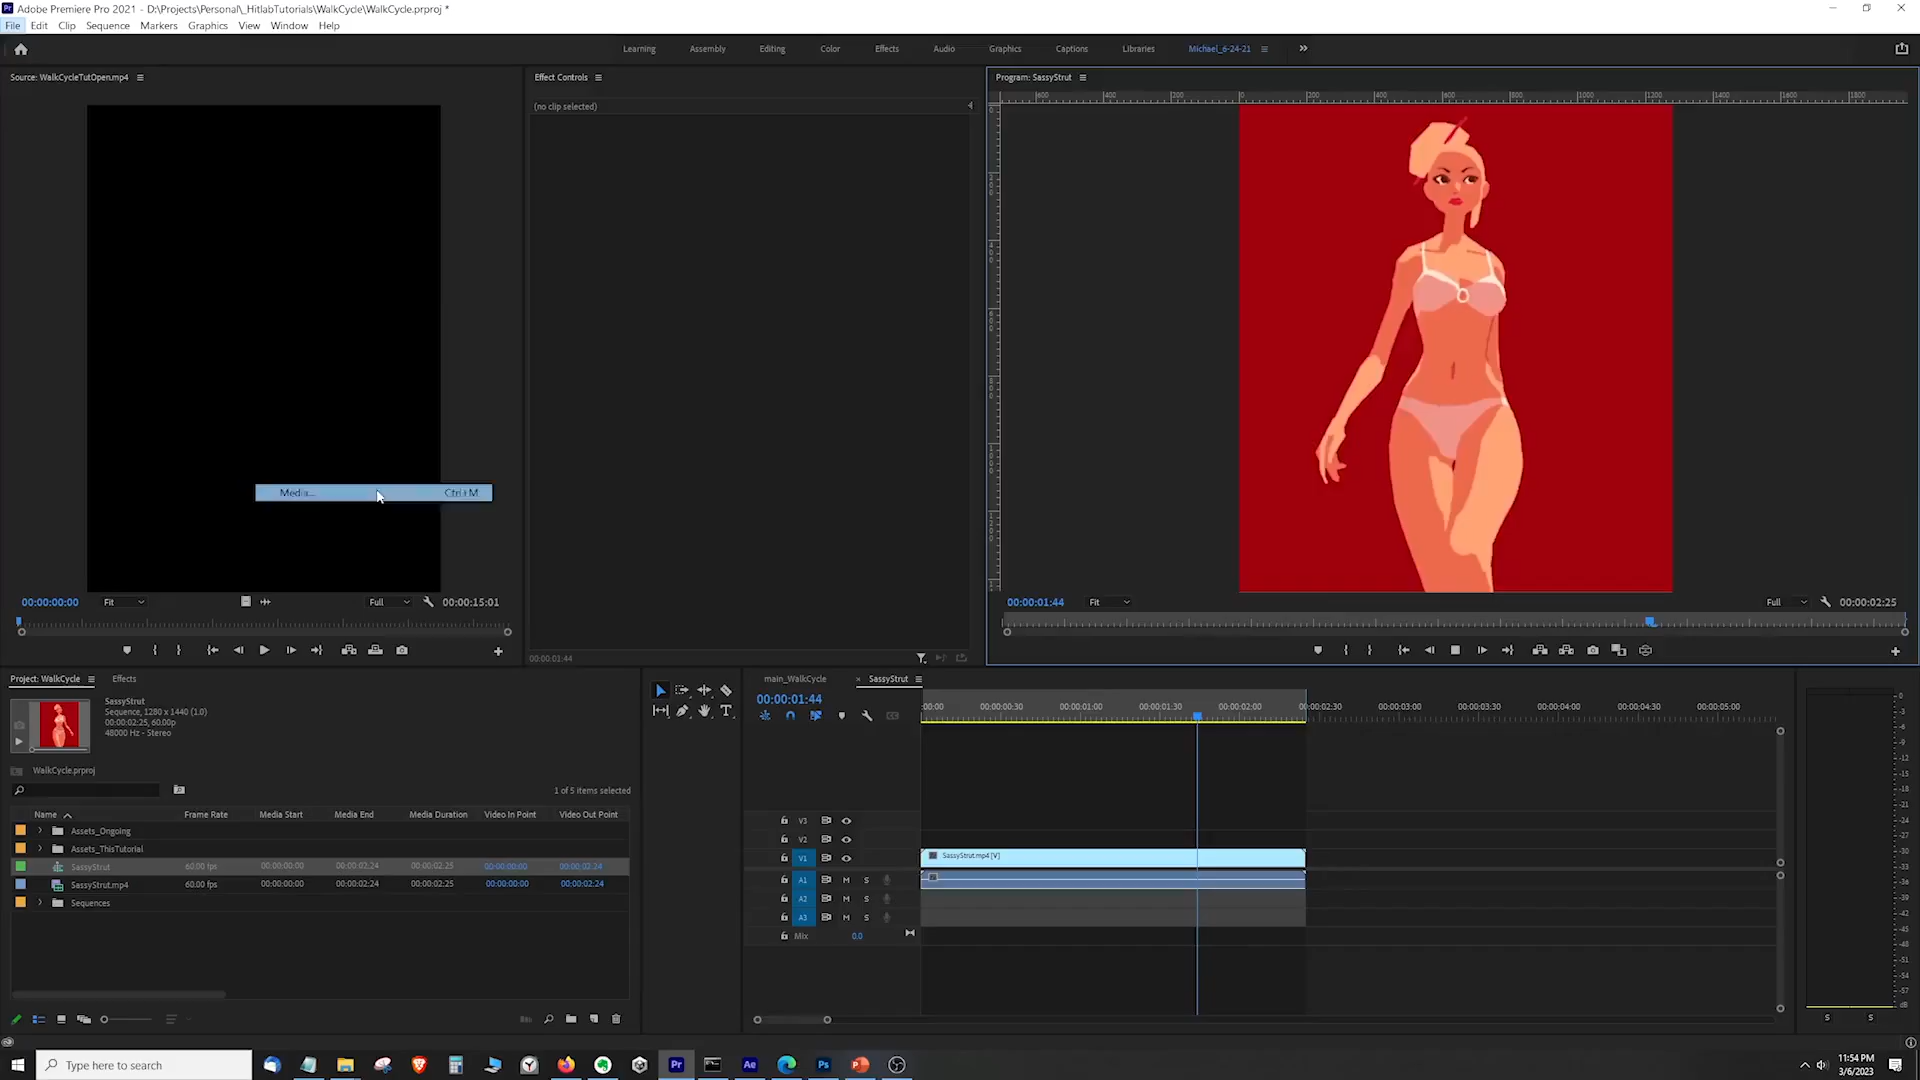 Adobe Premiere Pro 2021 - D:\Projects\Personal\_HitlabTutorials\WalkCycle\WalkCycle.prproj *
File Edit Clip Sequence Markers Graphics View Window Help
Learning Assembly Editing Color Effects Audio Graphics Captions Libraries Michael_6-24-21
Source: WalkCycleTutOpen.mp4
Effect Controls
Program: SassyStrut
(no clip selected)
Media... Ctrl+M
00:00:00:00 Fit Full 00:00:15:01
00:00:01:44 Fit Full 00:00:02:25
00:00:01:44
Project: WalkCycle Effects
SassyStrut
Sequence, 1280 x 1440 (1.0)
00:00:02:25, 60.00p
48000 Hz - Stereo
WalkCycle.prproj
1 of 5 items selected
Name Frame Rate Media Start Media End Media Duration Video In Point Video Out Point
Assets_Ongoing
Assets_ThisTutorial
SassyStrut 60.00 fps 00:00:00:00 00:00:02:24 00:00:02:25 00:00:00:00 00:00:02:24
SassyStrut.mp4 60.00 fps 00:00:00:00 00:00:02:24 00:00:02:25 00:00:00:00 00:00:02:24
Sequences
main_WalkCycle × SassyStrut
00:00:01:44
:00:00 00:00:00:30 00:00:01:00 00:00:01:30 00:00:02:00 00:00:02:30 00:00:03:00 00:00:03:30 00:00:04:00 00:00:04:30 00:00:05:00
V3
V2
V1 SassyStrut.mp4 [V]
A1 M S
A2 M S
A3 M S
Mix 0.0
S S
Type here to search
11:54 PM
3/6/2023